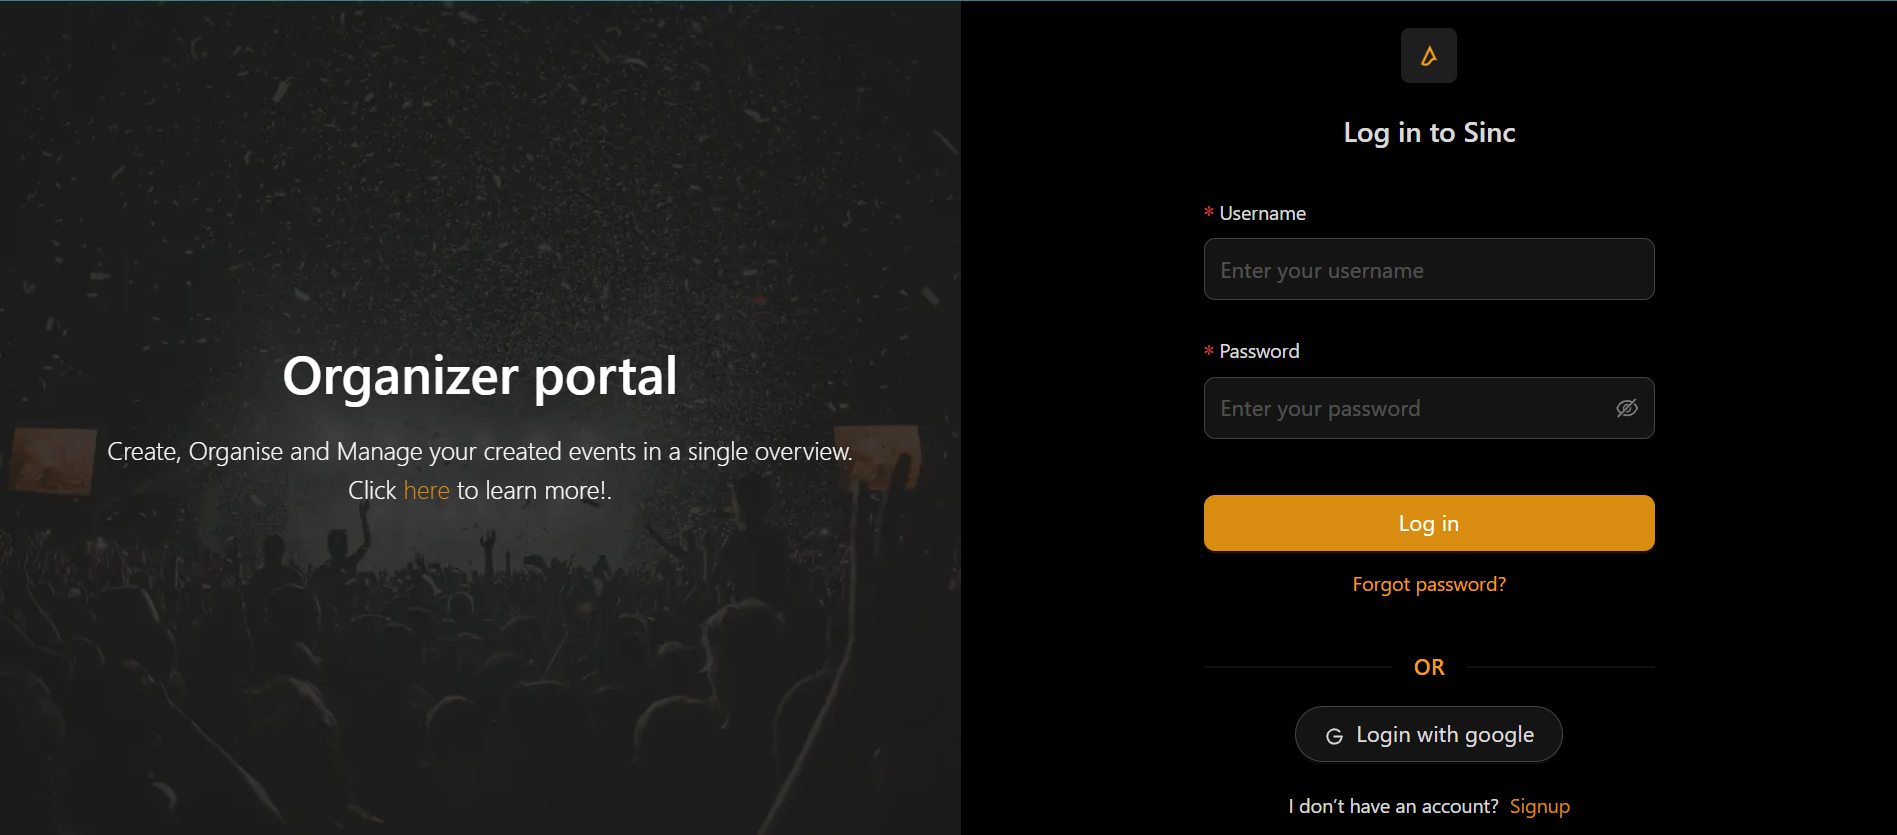 Organizer portal
Create, Organise and Manage your created events in a single overview.
Click here to learn more!.
Log in to Sinc
* Username
Enter your username
* Password
Enter your password
Log in
Forgot password?
OR
Login with google
I don’t have an account? Signup